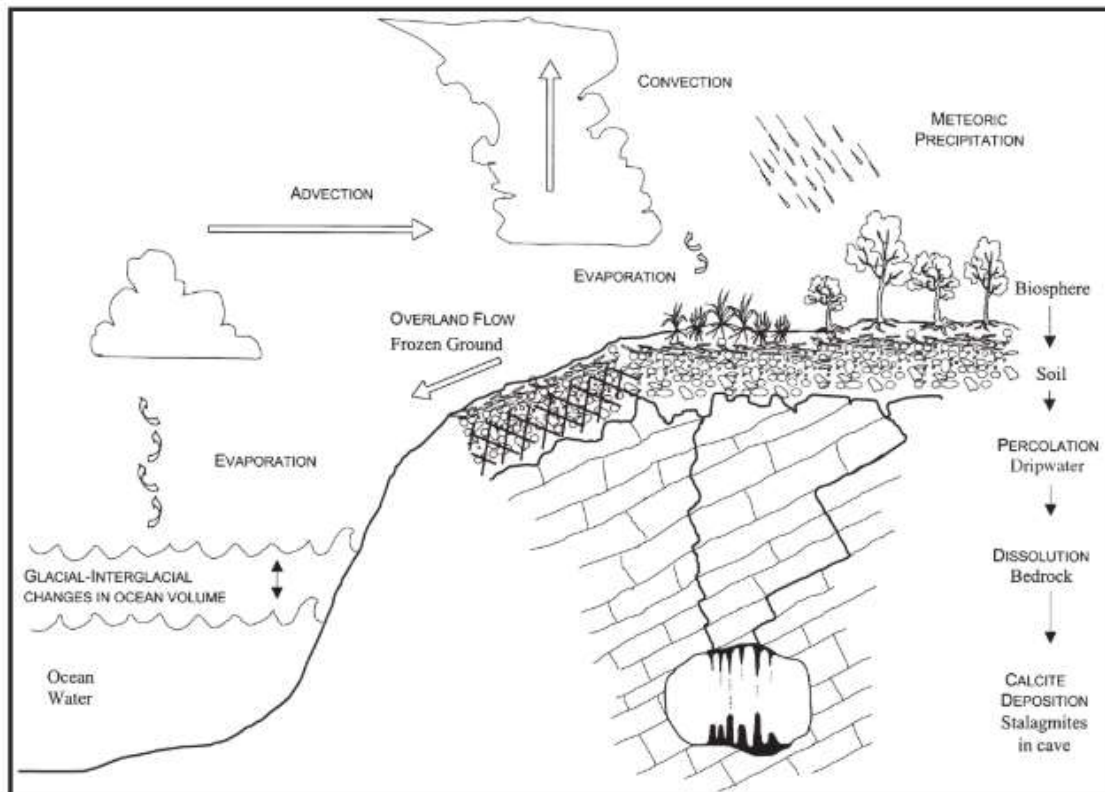 CONVECTION
METEORIC
PRECIPITATION
ADVECTION
EVAPORATION
Biosphere
OVERLAND FLOW
Frozen Ground
Soil
EVAPORATION
PERCOLATION
Dripwater
DISSOLUTION
Bedrock
GLACIAL-INTERGLACIAL
CHANGES IN OCEAN VOLUME
Ocean
Water
CALCITE
DEPOSITION
Stalagmites
in cave